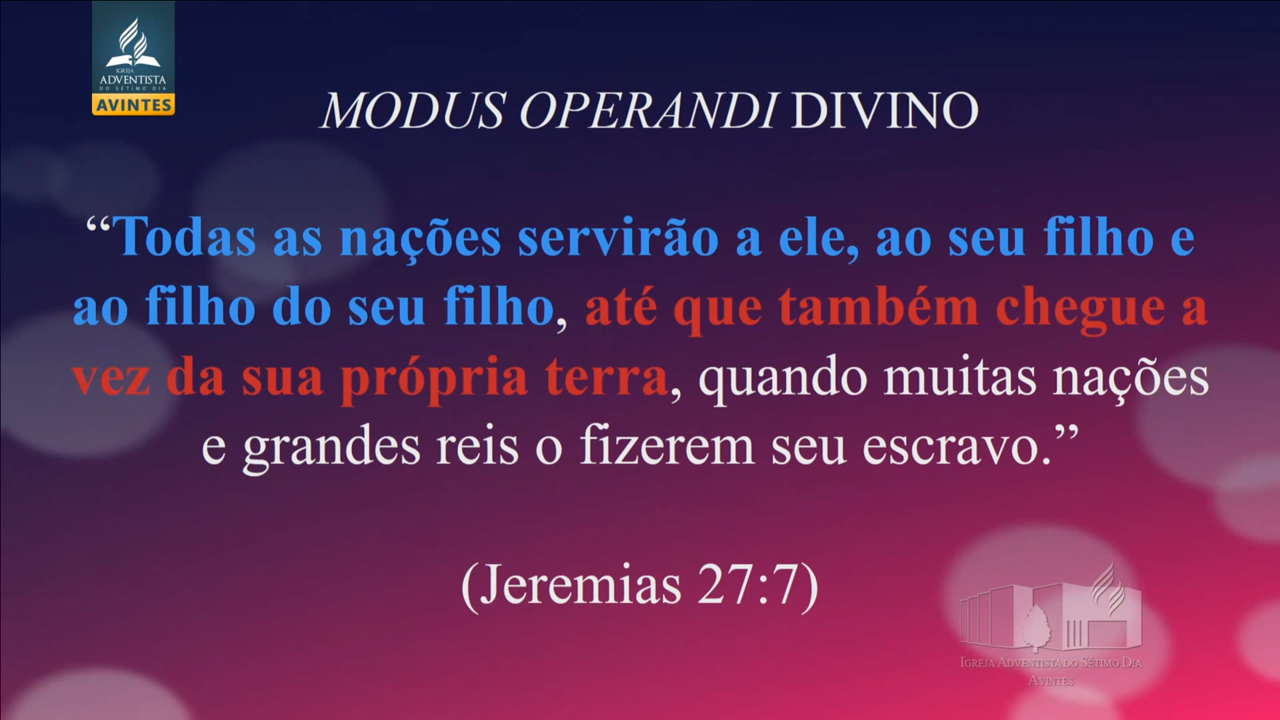 IGREJA
ADVENTISTA
DO SÉTIMO DIA
AVINTES
MODUS OPERANDI DIVINO
“Todas as nações servirão a ele, ao seu filho e
ao filho do seu filho, até que também chegue a
vez da sua própria terra, quando muitas nações
e grandes reis o fizerem seu escravo.”
(Jeremias 27:7)
IGREJA ADVENTISTA DO SÉTIMO DIA
AVINTES